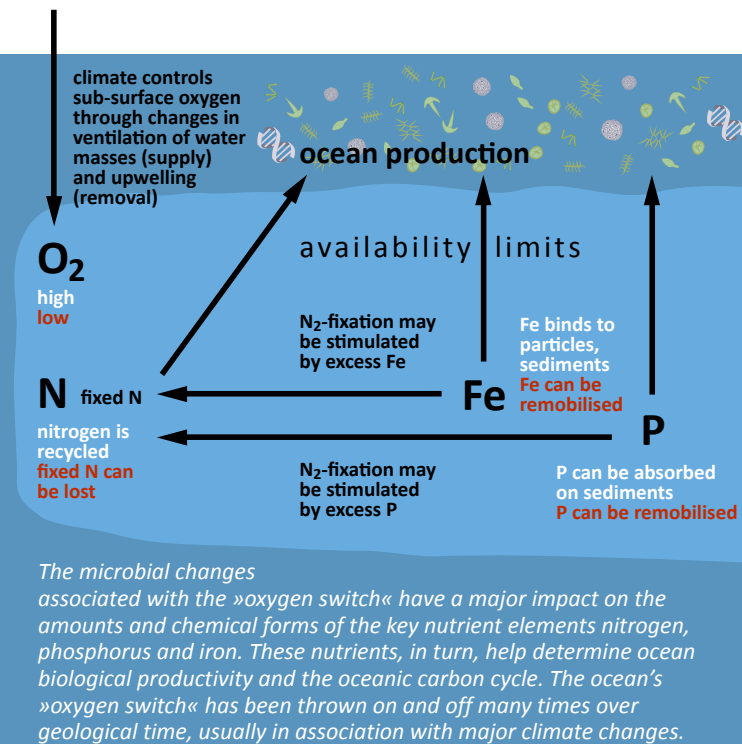 climate controls
sub-surface oxygen
through changes in
ventilation of water
masses (supply)
and upwelling
(removal)
ocean production
availability limits
O₂
high
low
N₂-fixation may
be stimulated
by excess Fe
Fe binds to
particles,
sediments
Fe can be
remobilised
N fixed N
Fe
nitrogen is
recycled
fixed N can
be lost
P
N₂-fixation may
be stimulated
by excess P
P can be absorbed
on sediments
P can be remobilised
The microbial changes
associated with the »oxygen switch« have a major impact on the
amounts and chemical forms of the key nutrient elements nitrogen,
phosphorus and iron. These nutrients, in turn, help determine ocean
biological productivity and the oceanic carbon cycle. The ocean’s
»oxygen switch« has been thrown on and off many times over
geological time, usually in association with major climate changes.